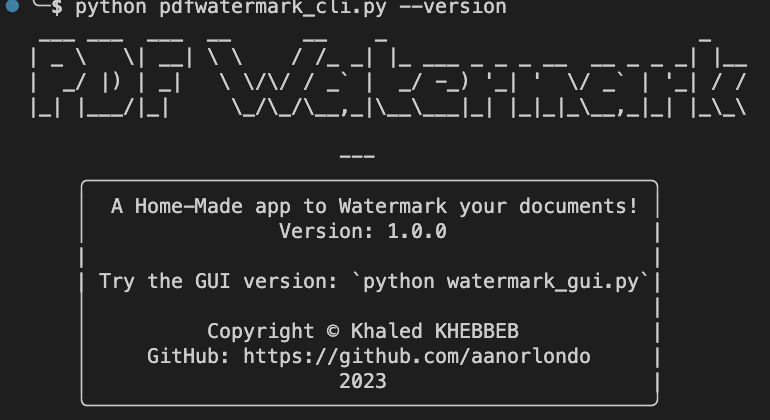 ╰─$ python pdfwatermark_cli.py --version
PDF Watermark
---
A Home-Made app to Watermark your documents!
Version: 1.0.0
Try the GUI version: `python watermark_gui.py`
Copyright © Khaled KHEBBEB
GitHub: https://github.com/aanorlondo
2023